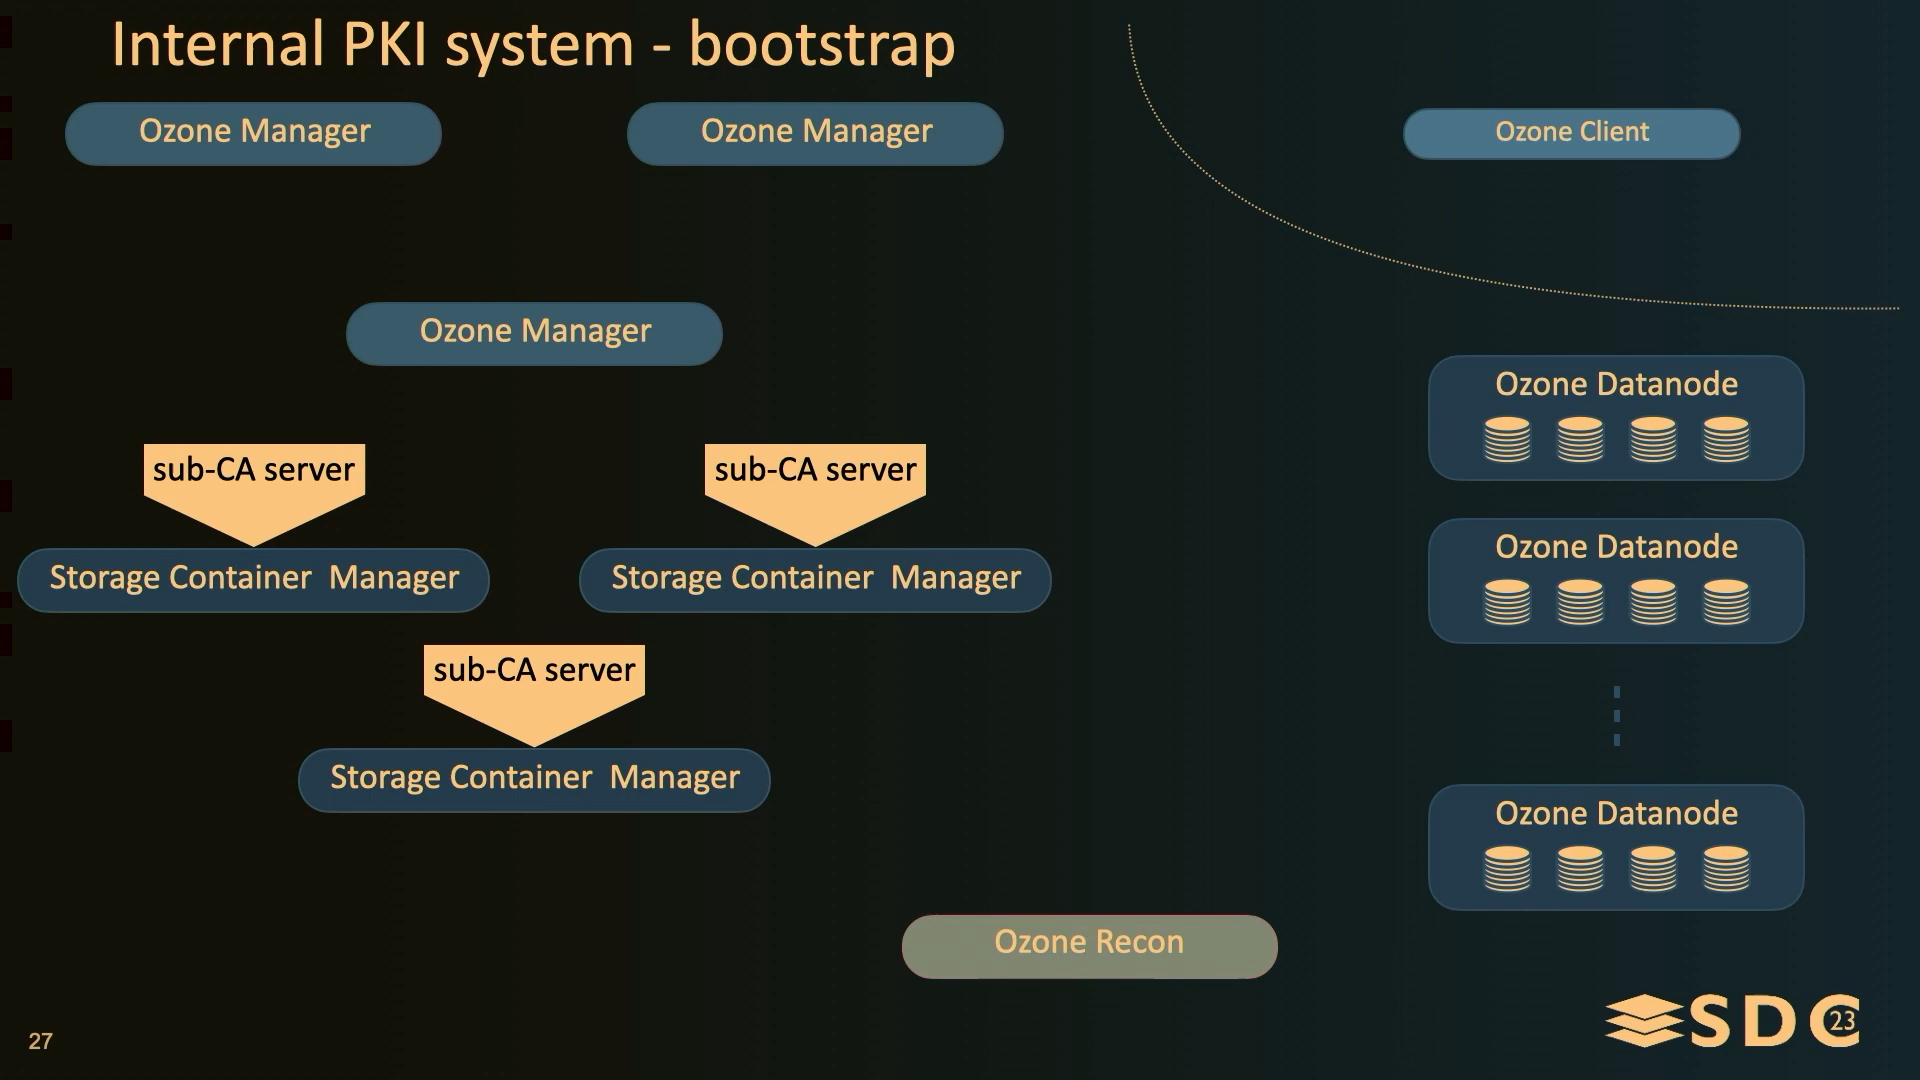 Internal PKI system - bootstrap
Ozone Manager
Ozone Manager
Ozone Client
Ozone Manager
Ozone Datanode
sub-CA server
sub-CA server
Ozone Datanode
Storage Container Manager
Storage Container Manager
sub-CA server
Storage Container Manager
Ozone Datanode
Ozone Recon
SDC 23
27